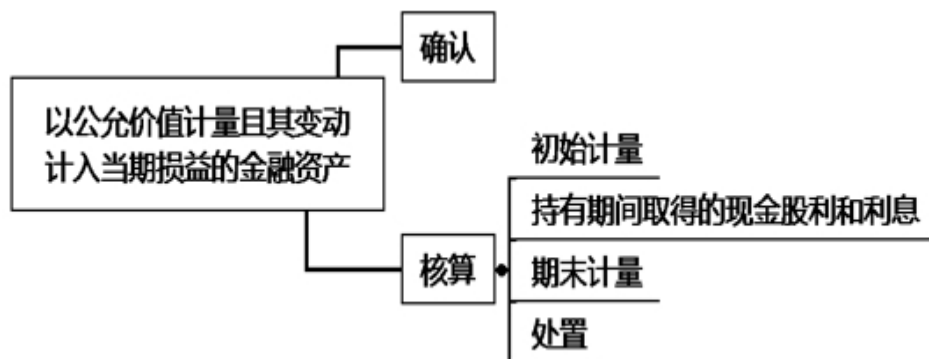 确认
以公允价值计量且其变动
计入当期损益的金融资产
初始计量
持有期间取得的现金股利和利息
核算
期末计量
处置